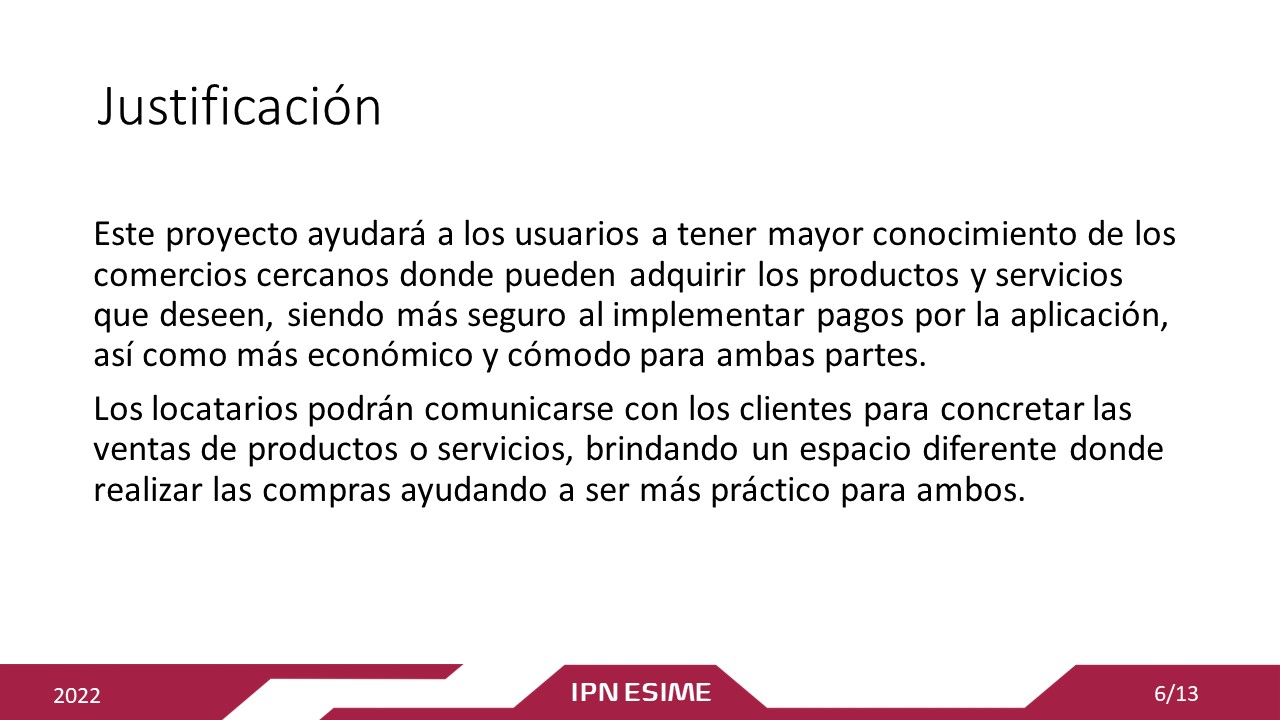 Justificación
Este proyecto ayudará a los usuarios a tener mayor conocimiento de los
comercios cercanos donde pueden adquirir los productos y servicios
que deseen, siendo más seguro al implementar pagos por la aplicación,
así como más económico y cómodo para ambas partes.
Los locatarios podrán comunicarse con los clientes para concretar las
ventas de productos o servicios, brindando un espacio diferente donde
realizar las compras ayudando a ser más práctico para ambos.
2022
IPN ESIME
6/13